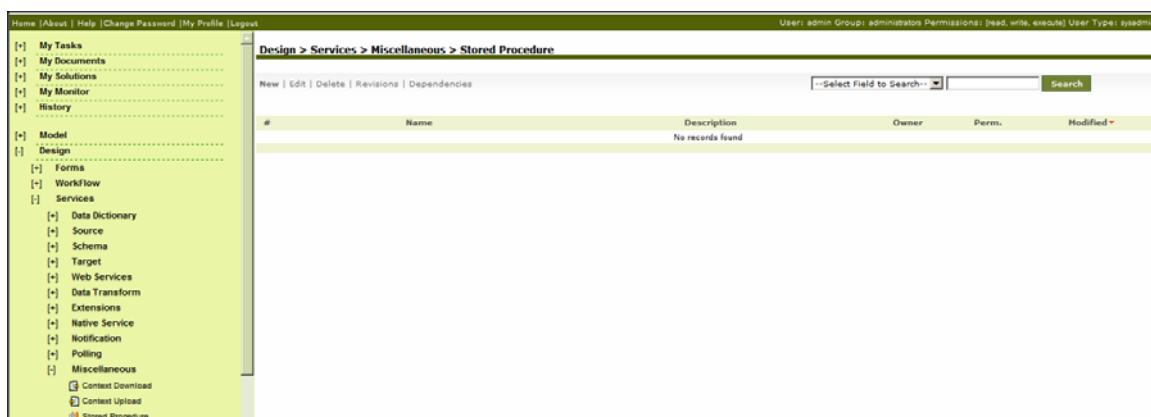 Home |About | Help |Change Password |My Profile |Logout
User: admin Group: administrators Permissions: [read, write, execute] User Type: sysadmi
[+] My Tasks
[+] My Documents
[+] My Solutions
[+] My Monitor
[+] History
[+] Model
[-] Design
[+] Forms
[+] WorkFlow
[-] Services
[+] Data Dictionary
[+] Source
[+] Schema
[+] Target
[+] Web Services
[+] Data Transform
[+] Extensions
[+] Native Service
[+] Notification
[+] Polling
[-] Miscellaneous
Context Download
Context Upload
Stored Procedure
Design > Services > Miscellaneous > Stored Procedure
New | Edit | Delete | Revisions | Dependencies
--Select Field to Search-- Search
# Name Description Owner Perm. Modified
No records found